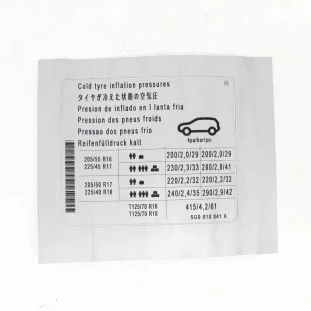 Cold tyre inflation pressures
タイヤが冷えた状態の空気圧
Presion de inflado en l lanta fria
Pression des pneus froids
Pressao dos pneus frio
Reifenfülldruck kalt
kpa/bar/psi
205/55 R16 200/2,0/29 200/2,0/29
225/45 R17 230/2,3/33 280/2,8/41
205/50 R17 220/2,2/32 220/2,2/32
225/40 R18 240/2,4/35 290/2,9/42
T125/70 R16 415/4,2/61
T125/70 R18
5G0 010 041 A